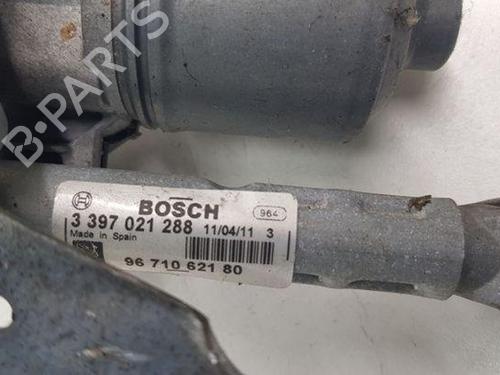 B-PARTS
BOSCH 964
3 397 021 288 11/04/11 3
Made in Spain
96 710 621 80